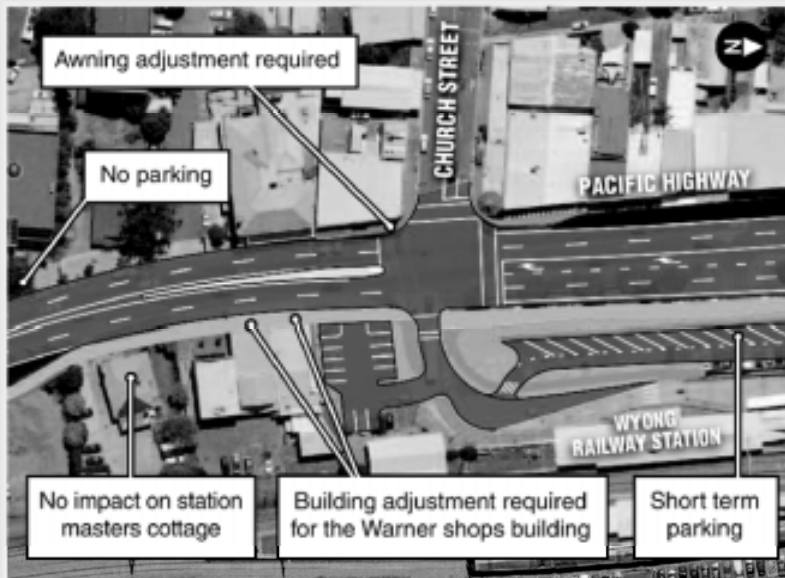 Awning adjustment required
N
CHURCH STREET
No parking
PACIFIC HIGHWAY
WYONG
RAILWAY STATION
No impact on station
masters cottage
Building adjustment required
for the Warner shops building
Short term
parking